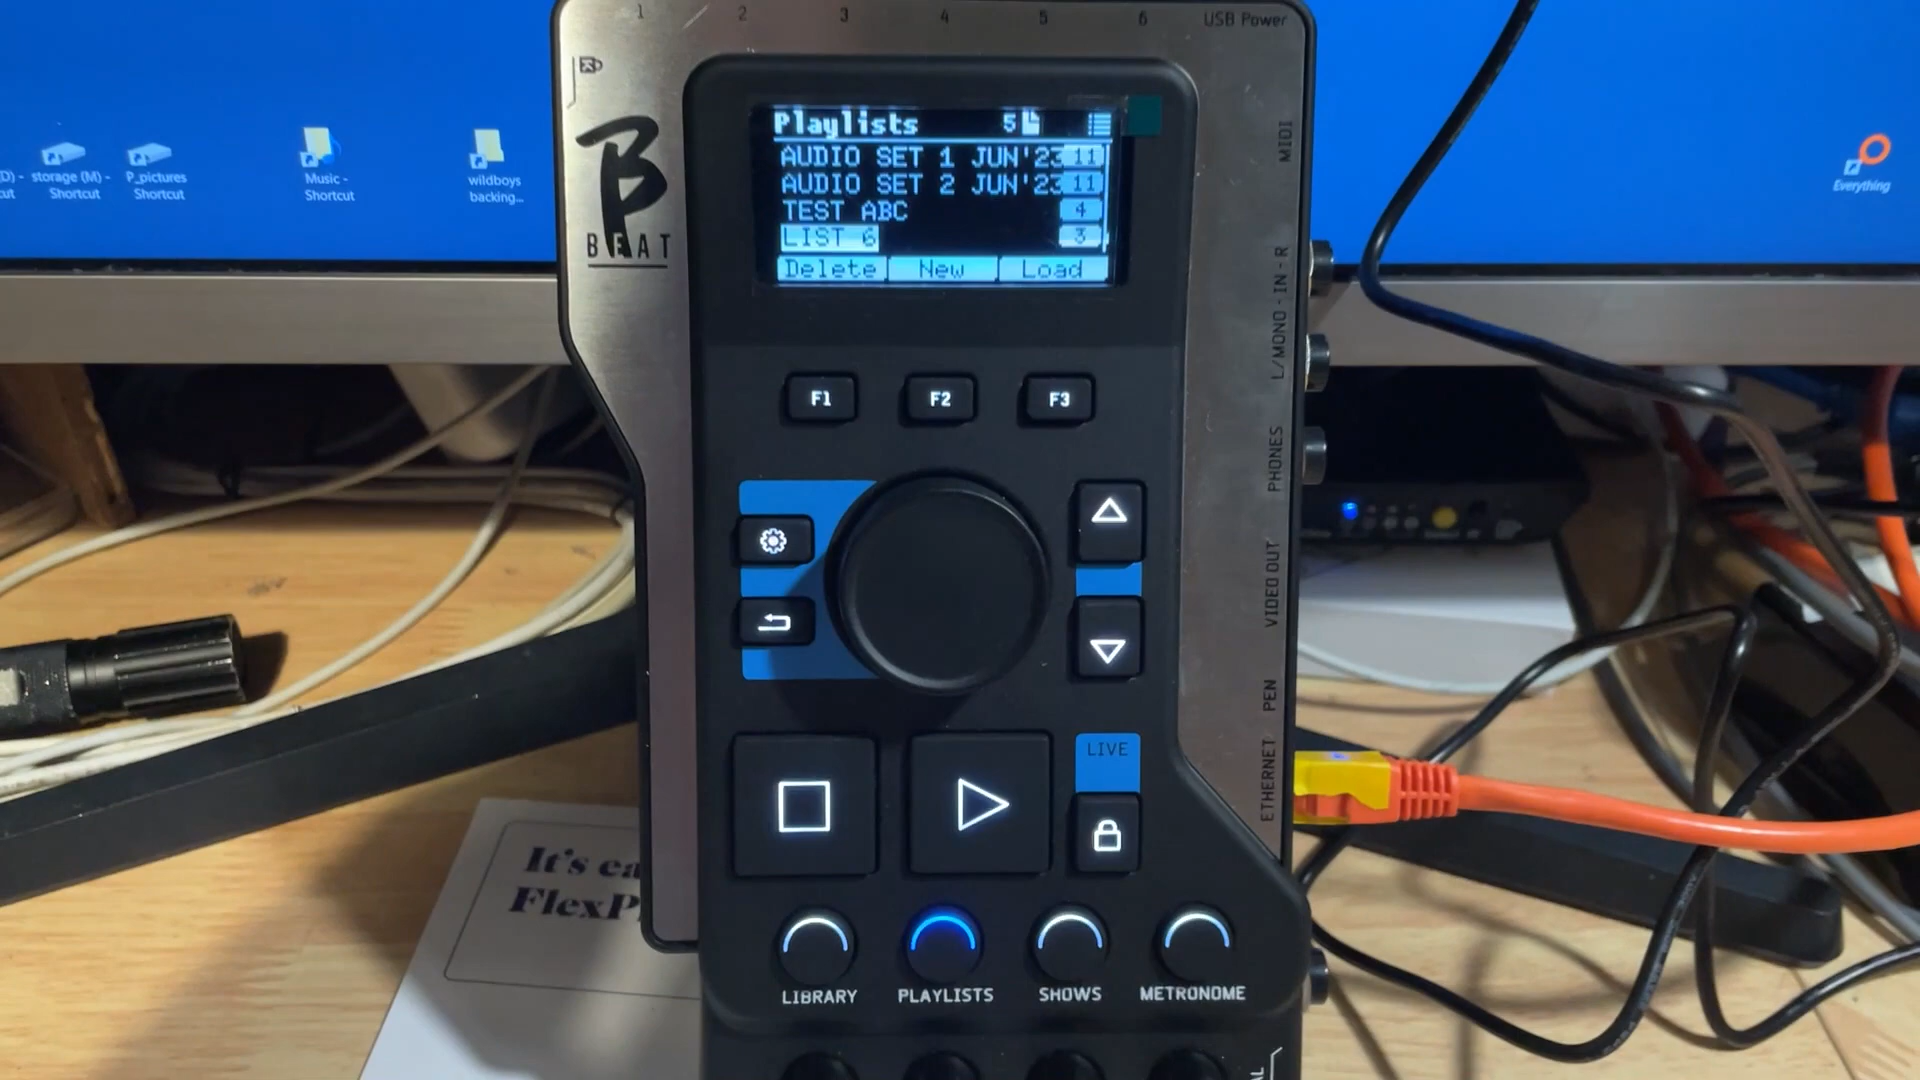 1 2 3 4 5 6 USB Power
MIDI
L/MONO - IN - R
PHONES
VIDEO OUT
PEN
ETHERNET
B
BEAT
Playlists 5
AUDIO SET 1 JUN'23 11
AUDIO SET 2 JUN'23 11
TEST ABC 4
LIST 6 3
Delete New Load
F1 F2 F3
LIVE
LIBRARY PLAYLISTS SHOWS METRONOME
storage (M) -
Shortcut
P_pictures
Shortcut
Music -
Shortcut
wildboys
backing...
Everything
It's